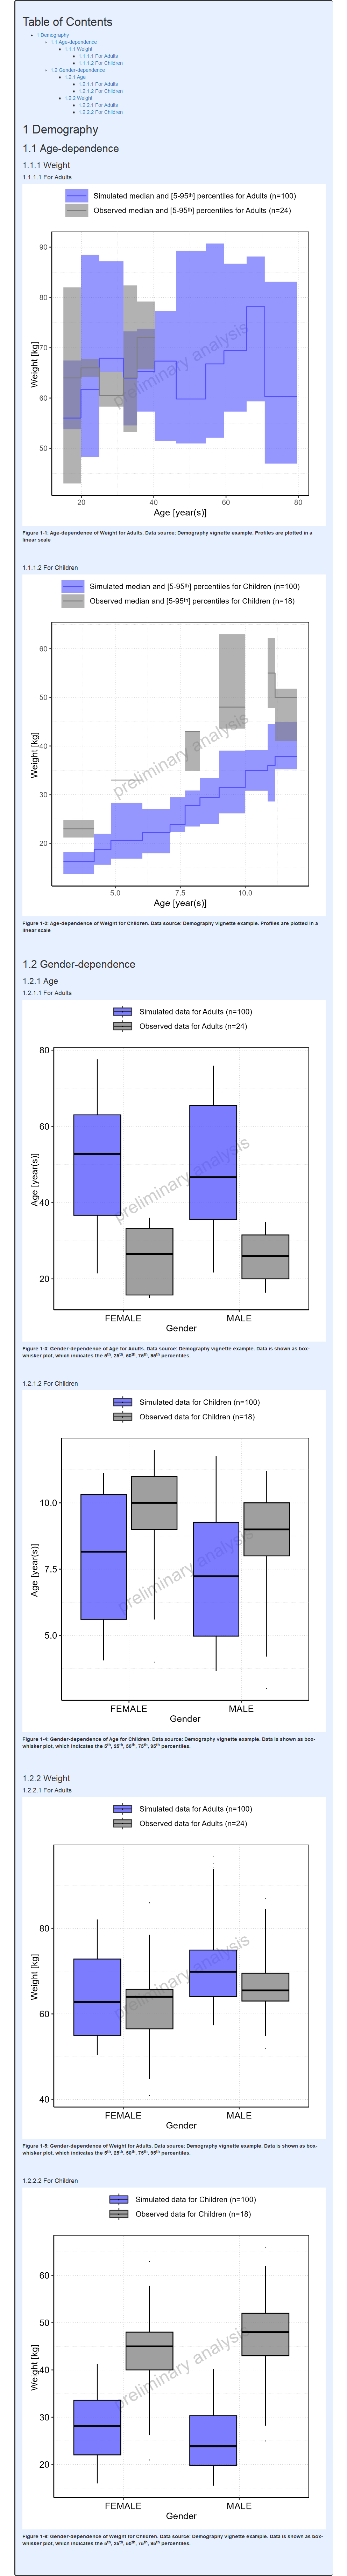 Table of Contents
1 Demography
1.1 Age-dependence
1.1.1 Weight
1.1.1.1 For Adults
1.1.1.2 For Children
1.2 Gender-dependence
1.2.1 Age
1.2.1.1 For Adults
1.2.1.2 For Children
1.2.2 Weight
1.2.2.1 For Adults
1.2.2.2 For Children
1 Demography
1.1 Age-dependence
1.1.1 Weight
1.1.1.1 For Adults
Simulated median and [5-95th] percentiles for Adults (n=100)
Observed median and [5-95th] percentiles for Adults (n=24)
90
80
70
60
50
Weight [kg]
preliminary analysis
20 40 60 80
Age [year(s)]
Figure 1-1: Age-dependence of Weight for Adults. Data source: Demography vignette example. Profiles are plotted in a
linear scale
1.1.1.2 For Children
Simulated median and [5-95th] percentiles for Children (n=100)
Observed median and [5-95th] percentiles for Children (n=18)
60
50
40
30
20
Weight [kg]
preliminary analysis
5.0 7.5 10.0
Age [year(s)]
Figure 1-2: Age-dependence of Weight for Children. Data source: Demography vignette example. Profiles are plotted in a
linear scale
1.2 Gender-dependence
1.2.1 Age
1.2.1.1 For Adults
Simulated data for Adults (n=100)
Observed data for Adults (n=24)
80
60
40
20
Age [year(s)]
preliminary analysis
FEMALE MALE
Gender
Figure 1-3: Gender-dependence of Age for Adults. Data source: Demography vignette example. Data is shown as box-
whisker plot, which indicates the 5th, 25th, 50th, 75th, 95th percentiles.
1.2.1.2 For Children
Simulated data for Children (n=100)
Observed data for Children (n=18)
10.0
7.5
5.0
Age [year(s)]
preliminary analysis
FEMALE MALE
Gender
Figure 1-4: Gender-dependence of Age for Children. Data source: Demography vignette example. Data is shown as box-
whisker plot, which indicates the 5th, 25th, 50th, 75th, 95th percentiles.
1.2.2 Weight
1.2.2.1 For Adults
Simulated data for Adults (n=100)
Observed data for Adults (n=24)
80
60
40
Weight [kg]
preliminary analysis
FEMALE MALE
Gender
Figure 1-5: Gender-dependence of Weight for Adults. Data source: Demography vignette example. Data is shown as box-
whisker plot, which indicates the 5th, 25th, 50th, 75th, 95th percentiles.
1.2.2.2 For Children
Simulated data for Children (n=100)
Observed data for Children (n=18)
60
50
40
30
20
Weight [kg]
preliminary analysis
FEMALE MALE
Gender
Figure 1-6: Gender-dependence of Weight for Children. Data source: Demography vignette example. Data is shown as box-
whisker plot, which indicates the 5th, 25th, 50th, 75th, 95th percentiles.